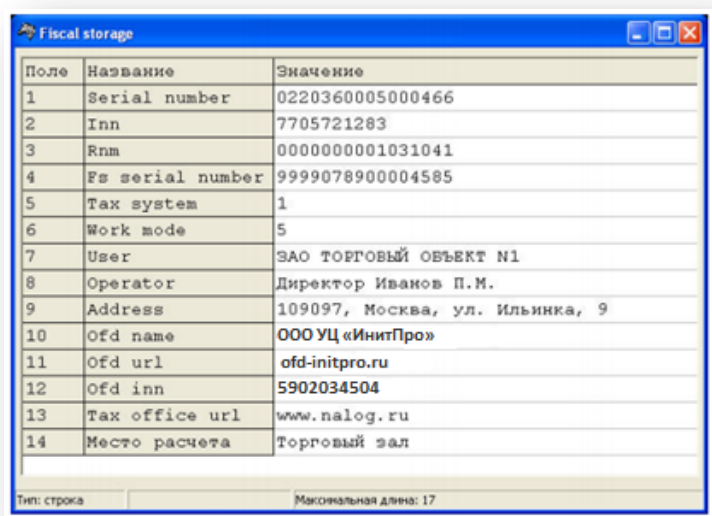 Fiscal storage
Поле Название Значение
1 Serial number 0220360005000466
2 Inn 7705721283
3 Rnm 0000000001031041
4 Fs serial number 9999078900004585
5 Tax system 1
6 Work mode 5
7 User ЗАО ТОРГОВЫЙ ОБЪЕКТ N1
8 Operator Директор Иванов П.М.
9 Address 109097, Москва, ул. Ильинка, 9
10 Ofd name ООО УЦ «ИнитПро»
11 Ofd url ofd-initpro.ru
12 Ofd inn 5902034504
13 Tax office url www.nalog.ru
14 Место расчета Торговый зал
Тип: строка Максимальная длина: 17